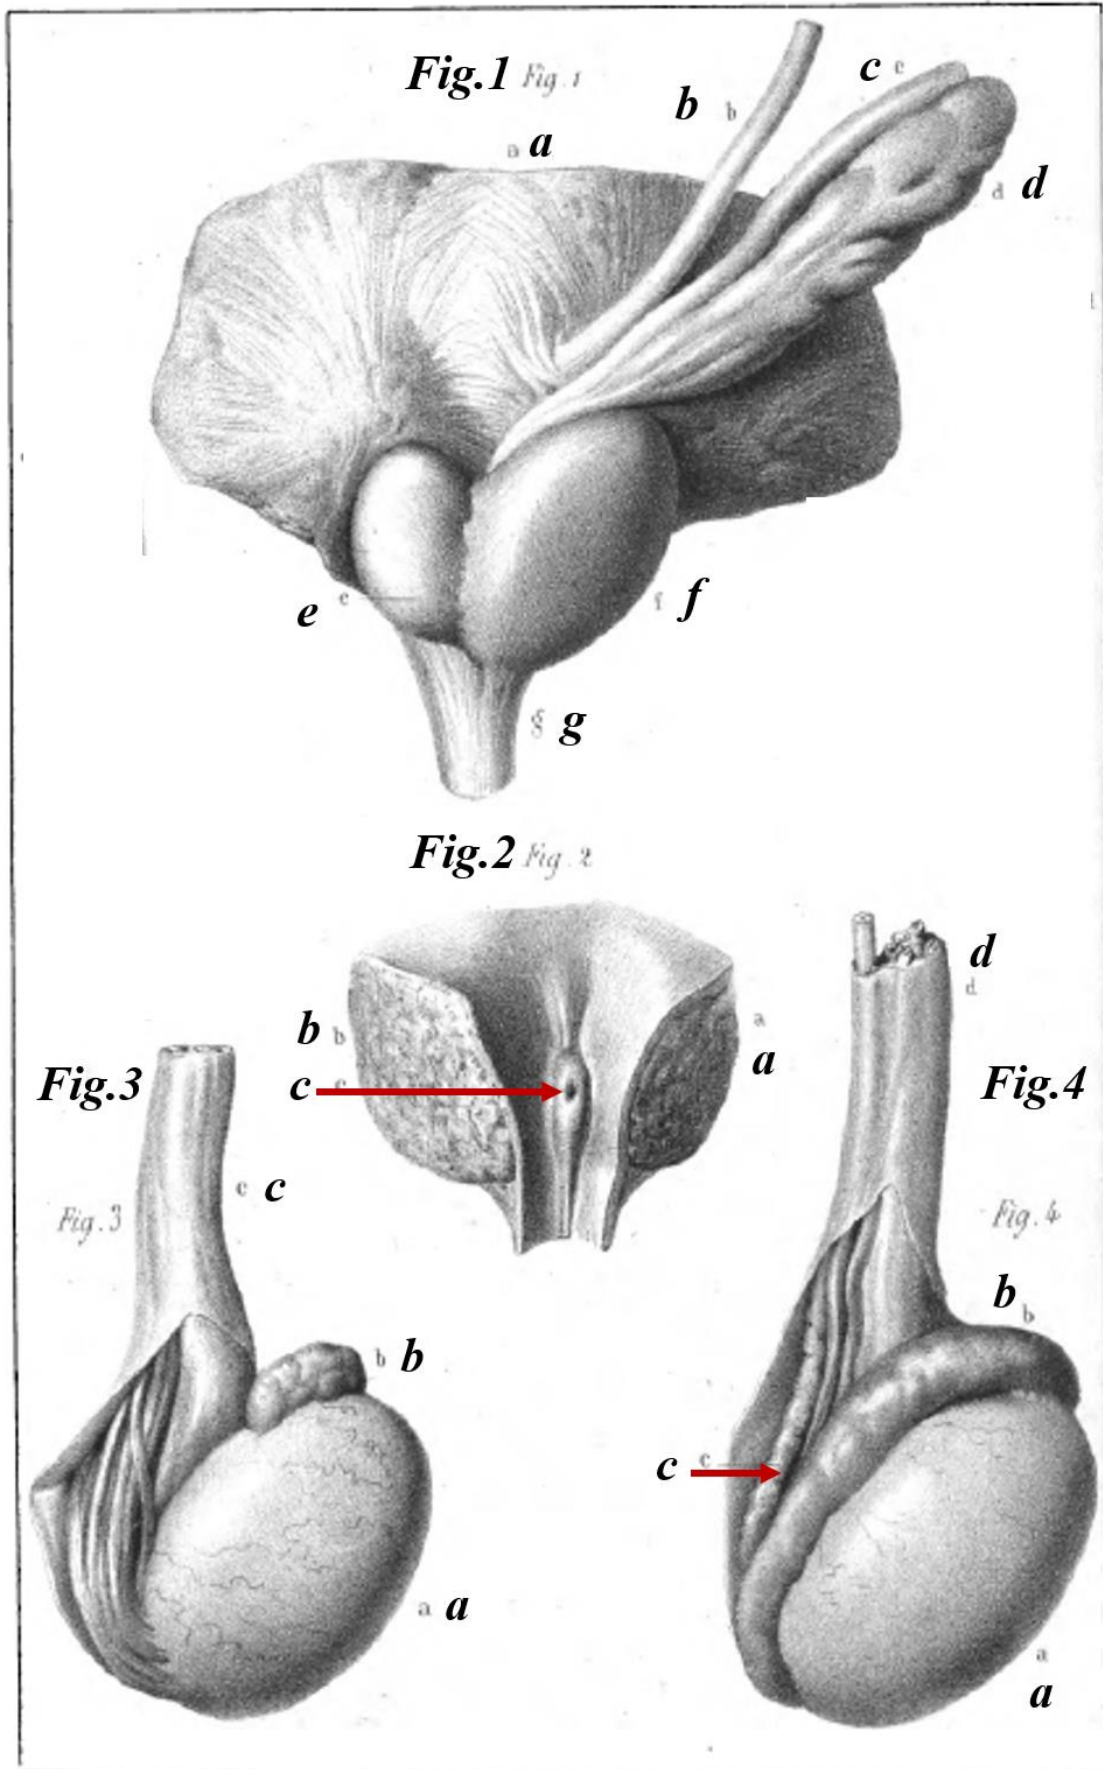 Fig.1 Fig. 1
a a
b b
c c
d d
e e
f f
g g
Fig.2 Fig. 2
b b
a
a
c c
Fig.3
c c
Fig. 3
b b
a a
d
d
Fig.4
Fig. 4
b b
c c
a
a